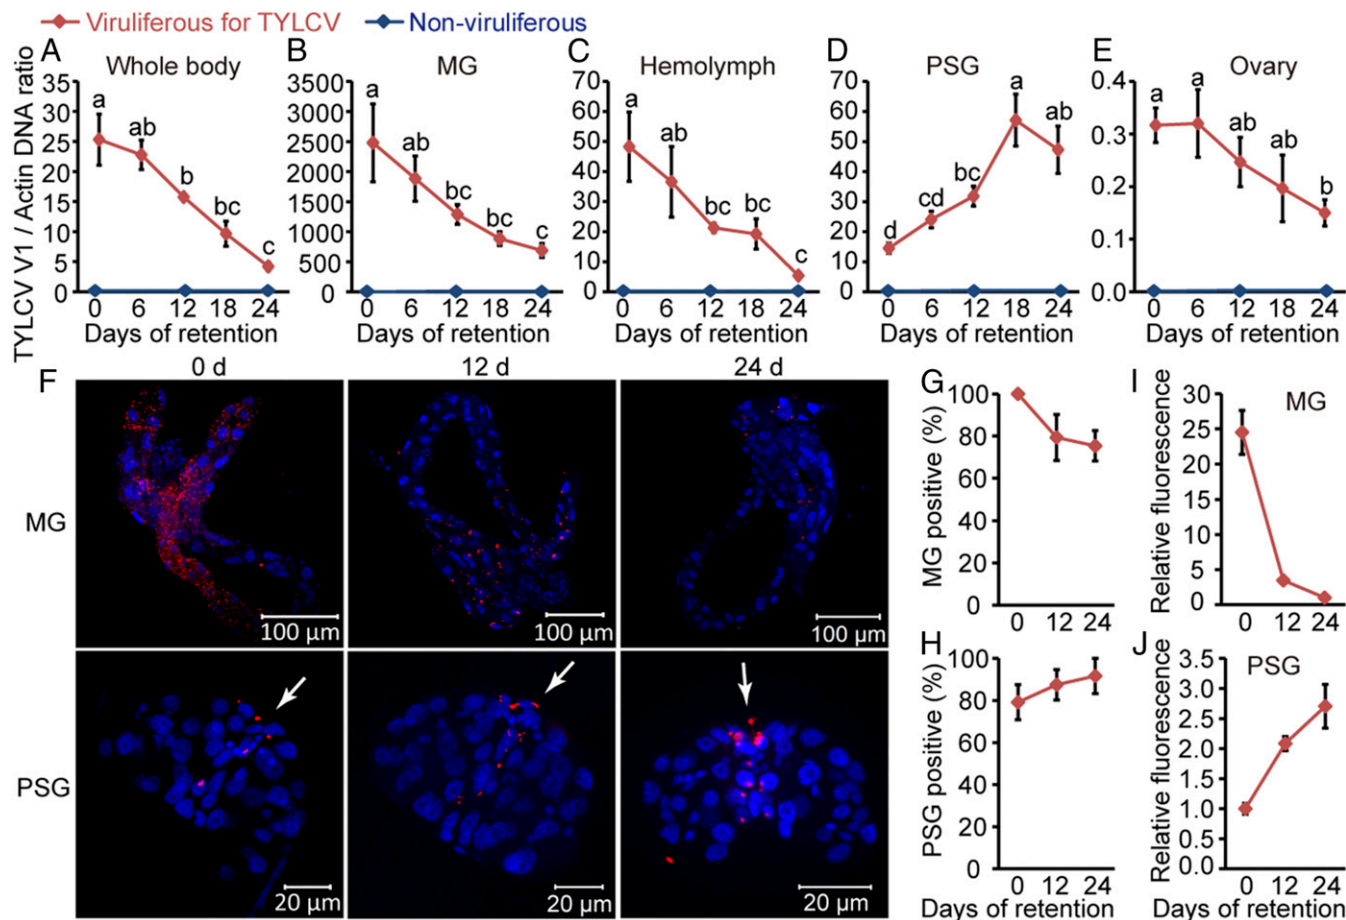 Viruliferous for TYLCV Non-viruliferous
A Whole body B MG C Hemolymph D PSG E Ovary
TYLCV V1 / Actin DNA ratio
35 30 25 20 15 10 5 0
a ab b bc c
0 6 12 18 24
Days of retention
3500 3000 2500 2000 1500 1000 500 0
a ab bc bc c
0 6 12 18 24
Days of retention
70 60 50 40 30 20 10 0
a ab bc bc c
0 6 12 18 24
Days of retention
70 60 50 40 30 20 10 0
d cd bc a ab
0 6 12 18 24
Days of retention
0.4 0.3 0.2 0.1 0.0
a a ab ab b
0 6 12 18 24
Days of retention
F 0 d 12 d 24 d
MG
100 µm 100 µm 100 µm
PSG
20 µm 20 µm 20 µm
G
MG positive (%)
100 80 60 40 20 0
0 12 24
H
PSG positive (%)
100 80 60 40 20 0
0 12 24
Days of retention
I MG
Relative fluorescence
30 25 20 15 10 5 0
0 12 24
J PSG
Relative fluorescence
3.5 3.0 2.5 2.0 1.5 1.0 0.5 0.0
0 12 24
Days of retention